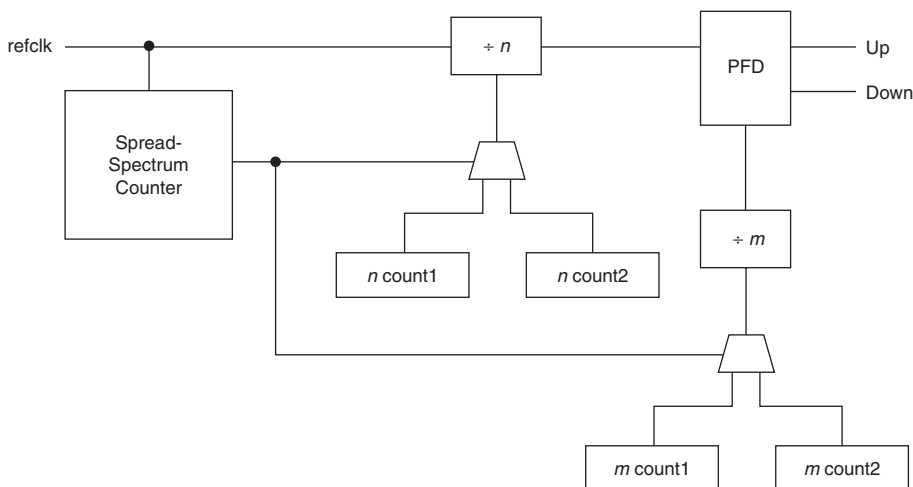 refclk
÷ n
PFD
Up
Down
Spread-
Spectrum
Counter
÷ m
n count1
n count2
m count1
m count2